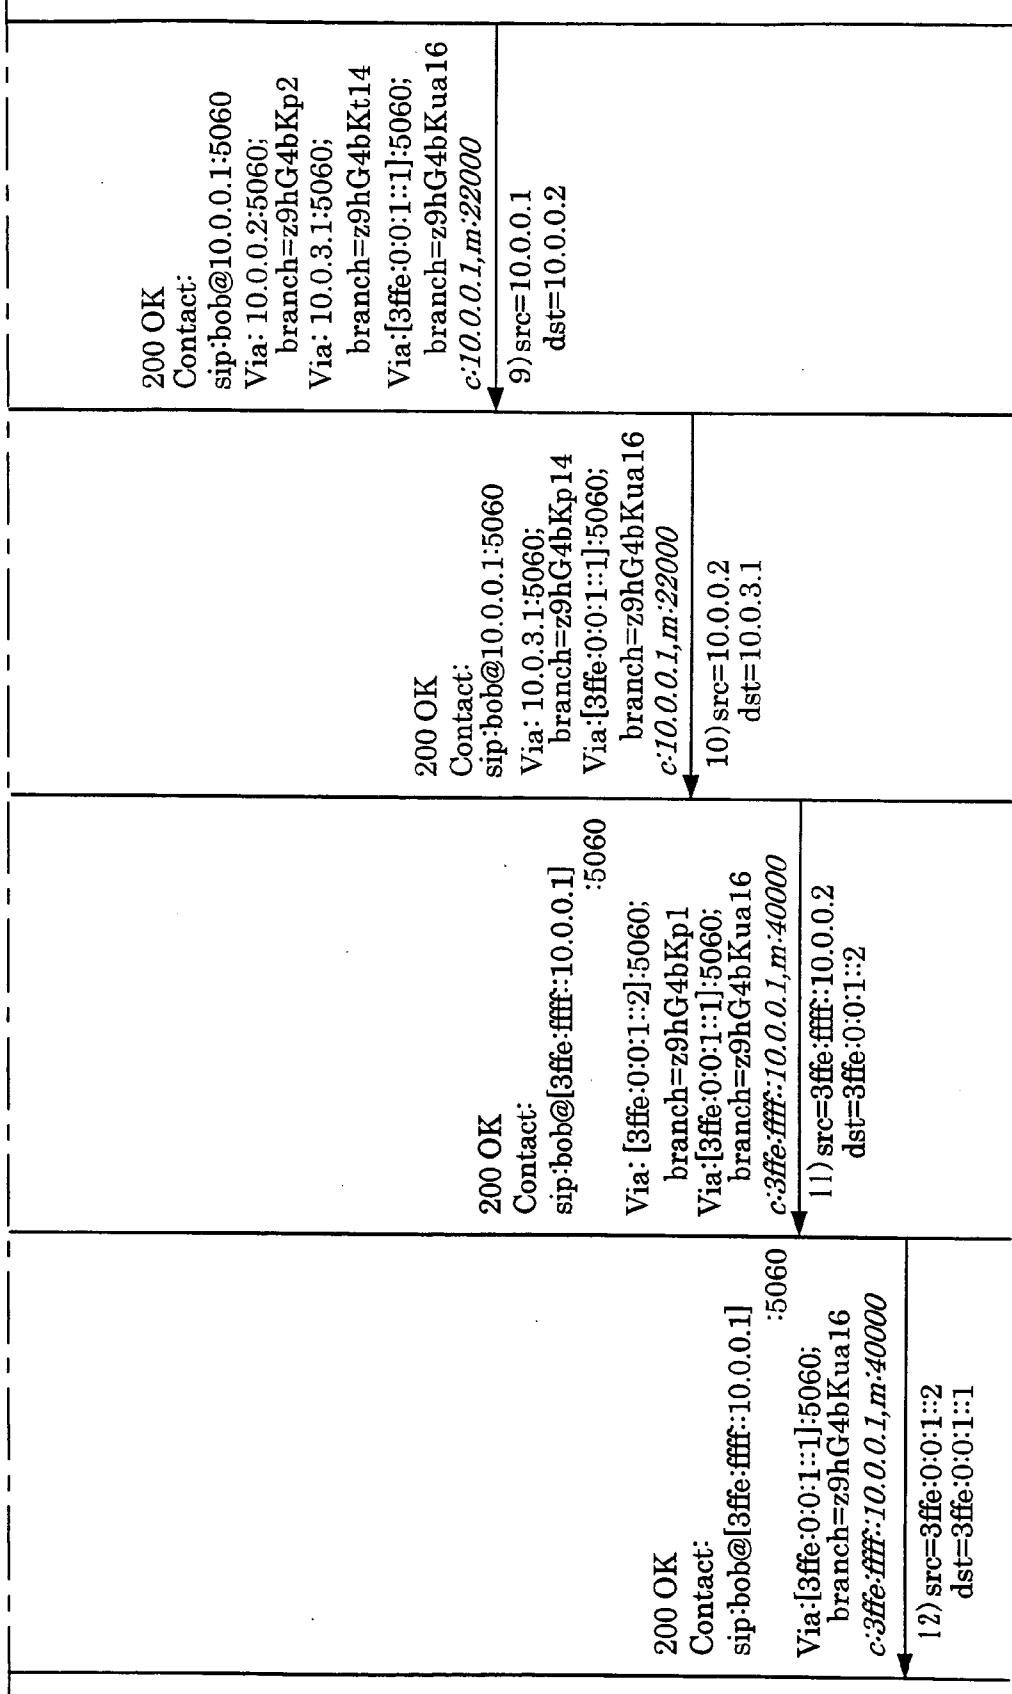 200 OK
Contact:
sip:bob@10.0.0.1:5060
Via: 10.0.0.2:5060;
branch=z9hG4bKp2
Via: 10.0.3.1:5060;
branch=z9hG4bKt14
Via:[3ffe:0:0:1::1]:5060;
branch=z9hG4bKua16
c:10.0.0.1,m:22000
9)src=10.0.0.1
dst=10.0.0.2
200 OK
Contact:
sip:bob@10.0.0.1:5060
Via: 10.0.3.1:5060;
branch=z9hG4bKp14
Via:[3ffe:0:0:1::1]:5060;
branch=z9hG4bKua16
c:10.0.0.1,m:22000
10)src=10.0.0.2
dst=10.0.3.1
200 OK
Contact:
sip:bob@[3ffe:ffff::10.0.0.1]
:5060
Via: [3ffe:0:0:1::2]:5060;
branch=z9hG4bKp1
Via:[3ffe:0:0:1::1]:5060;
branch=z9hG4bKua16
c:3ffe:ffff::10.0.0.1,m:40000
11)src=3ffe:ffff::10.0.0.2
dst=3ffe:0:0:1::2
200 OK
Contact:
sip:bob@[3ffe:ffff::10.0.0.1]
:5060
Via:[3ffe:0:0:1::1]:5060;
branch=z9hG4bKua16
c:3ffe:ffff::10.0.0.1,m:40000
12)src=3ffe:0:0:1::2
dst=3ffe:0:0:1::1